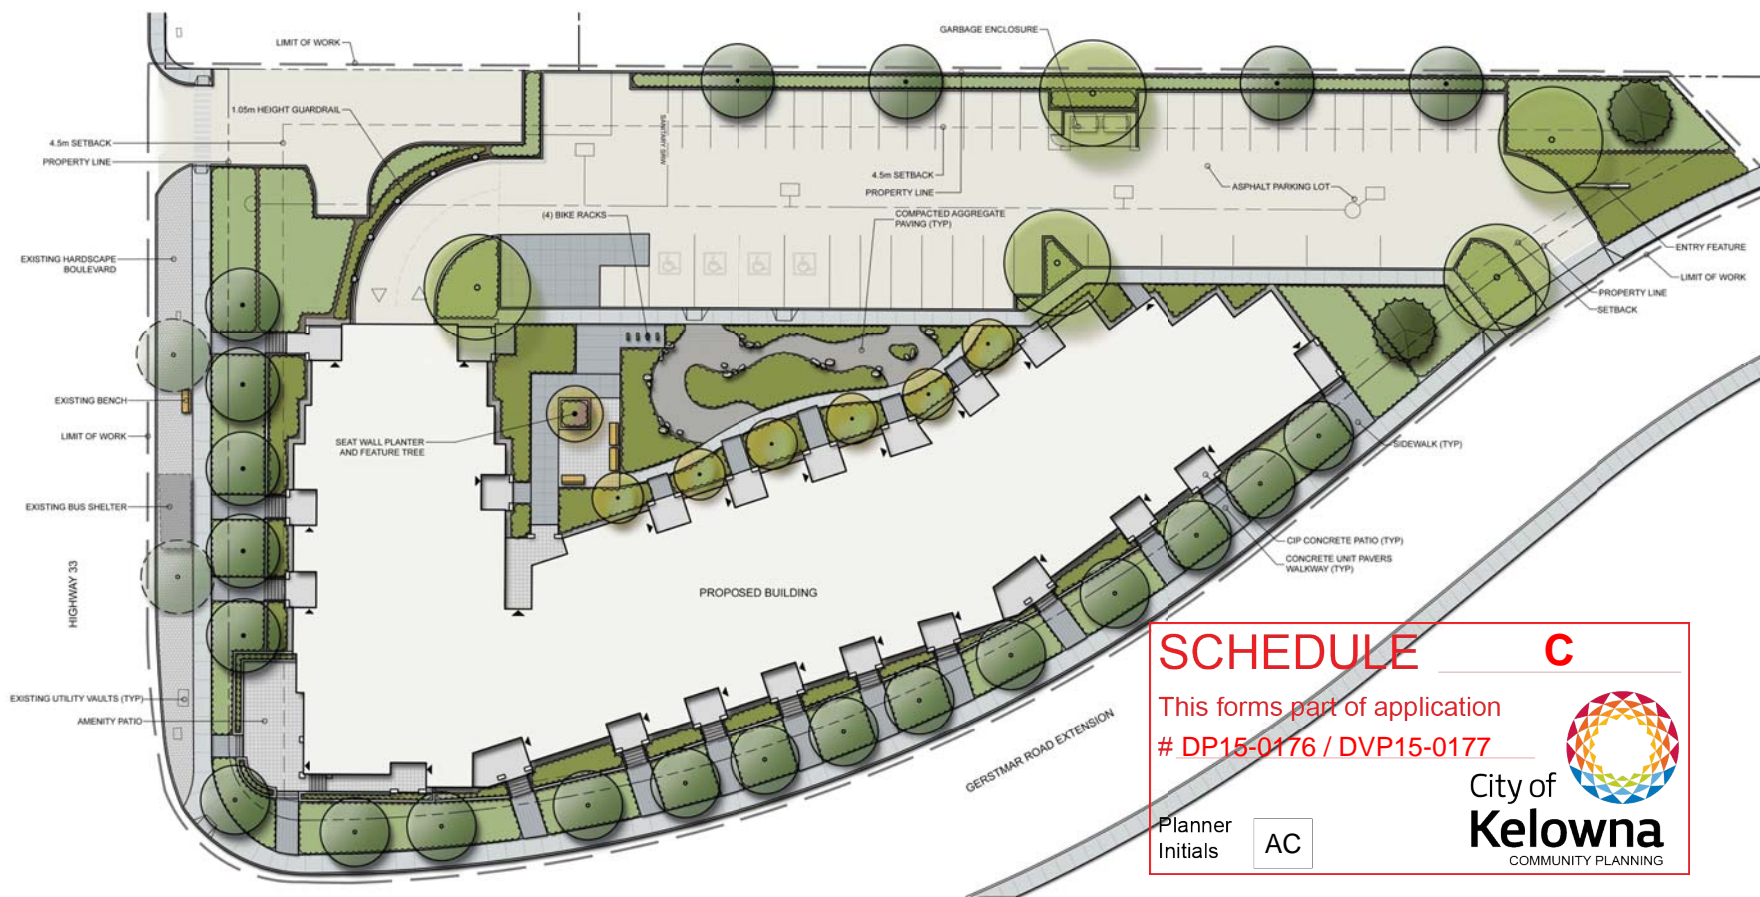 LIMIT OF WORK
GARBAGE ENCLOSURE
1.05m HEIGHT GUARDRAIL
4.5m SETBACK
PROPERTY LINE
SANITARY SRW
4.5m SETBACK
PROPERTY LINE
ASPHALT PARKING LOT
(4) BIKE RACKS
COMPACTED AGGREGATE
PAVING (TYP)
EXISTING HARDSCAPE
BOULEVARD
ENTRY FEATURE
LIMIT OF WORK
PROPERTY LINE
SETBACK
EXISTING BENCH
LIMIT OF WORK
SEAT WALL PLANTER
AND FEATURE TREE
SIDEWALK (TYP)
EXISTING BUS SHELTER
CIP CONCRETE PATIO (TYP)
CONCRETE UNIT PAVERS
WALKWAY (TYP)
HIGHWAY 33
PROPOSED BUILDING
EXISTING UTILITY VAULTS (TYP)
AMENITY PATIO
GERSTMAR ROAD EXTENSION
SCHEDULE C
This forms part of application
# DP15-0176 / DVP15-0177
City of
Kelowna
COMMUNITY PLANNING
Planner
Initials
AC